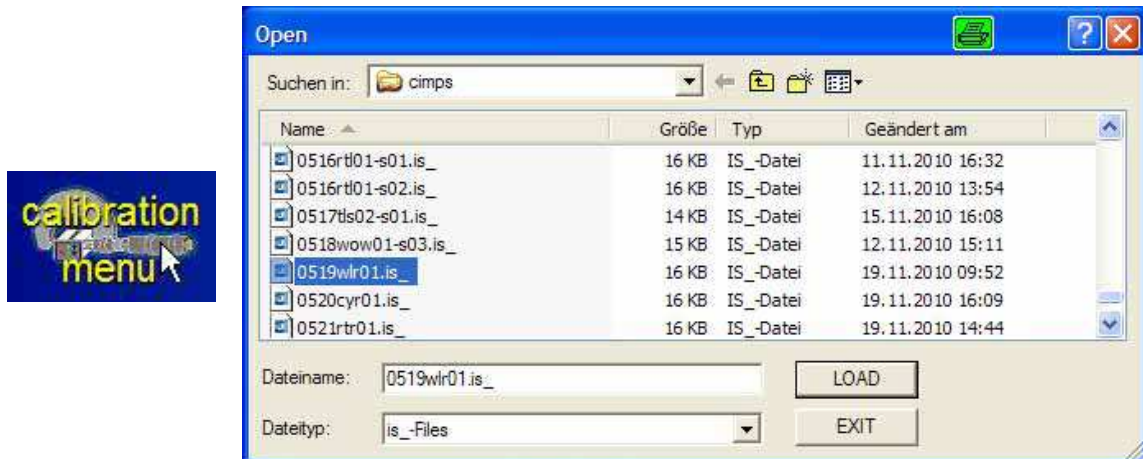 calibration
menu
Open
Suchen in: cimps
Name Größe Typ Geändert am
0516rtl01-s01.is_ 16 KB IS_-Datei 11.11.2010 16:32
0516rtl01-s02.is_ 16 KB IS_-Datei 12.11.2010 13:54
0517tls02-s01.is_ 14 KB IS_-Datei 15.11.2010 16:08
0518wow01-s03.is_ 15 KB IS_-Datei 12.11.2010 15:11
0519wlr01.is_ 16 KB IS_-Datei 19.11.2010 09:52
0520cyr01.is_ 16 KB IS_-Datei 19.11.2010 16:09
0521rtr01.is_ 16 KB IS_-Datei 19.11.2010 14:44
Dateiname: 0519wlr01.is_ LOAD
Dateityp: is_-Files EXIT